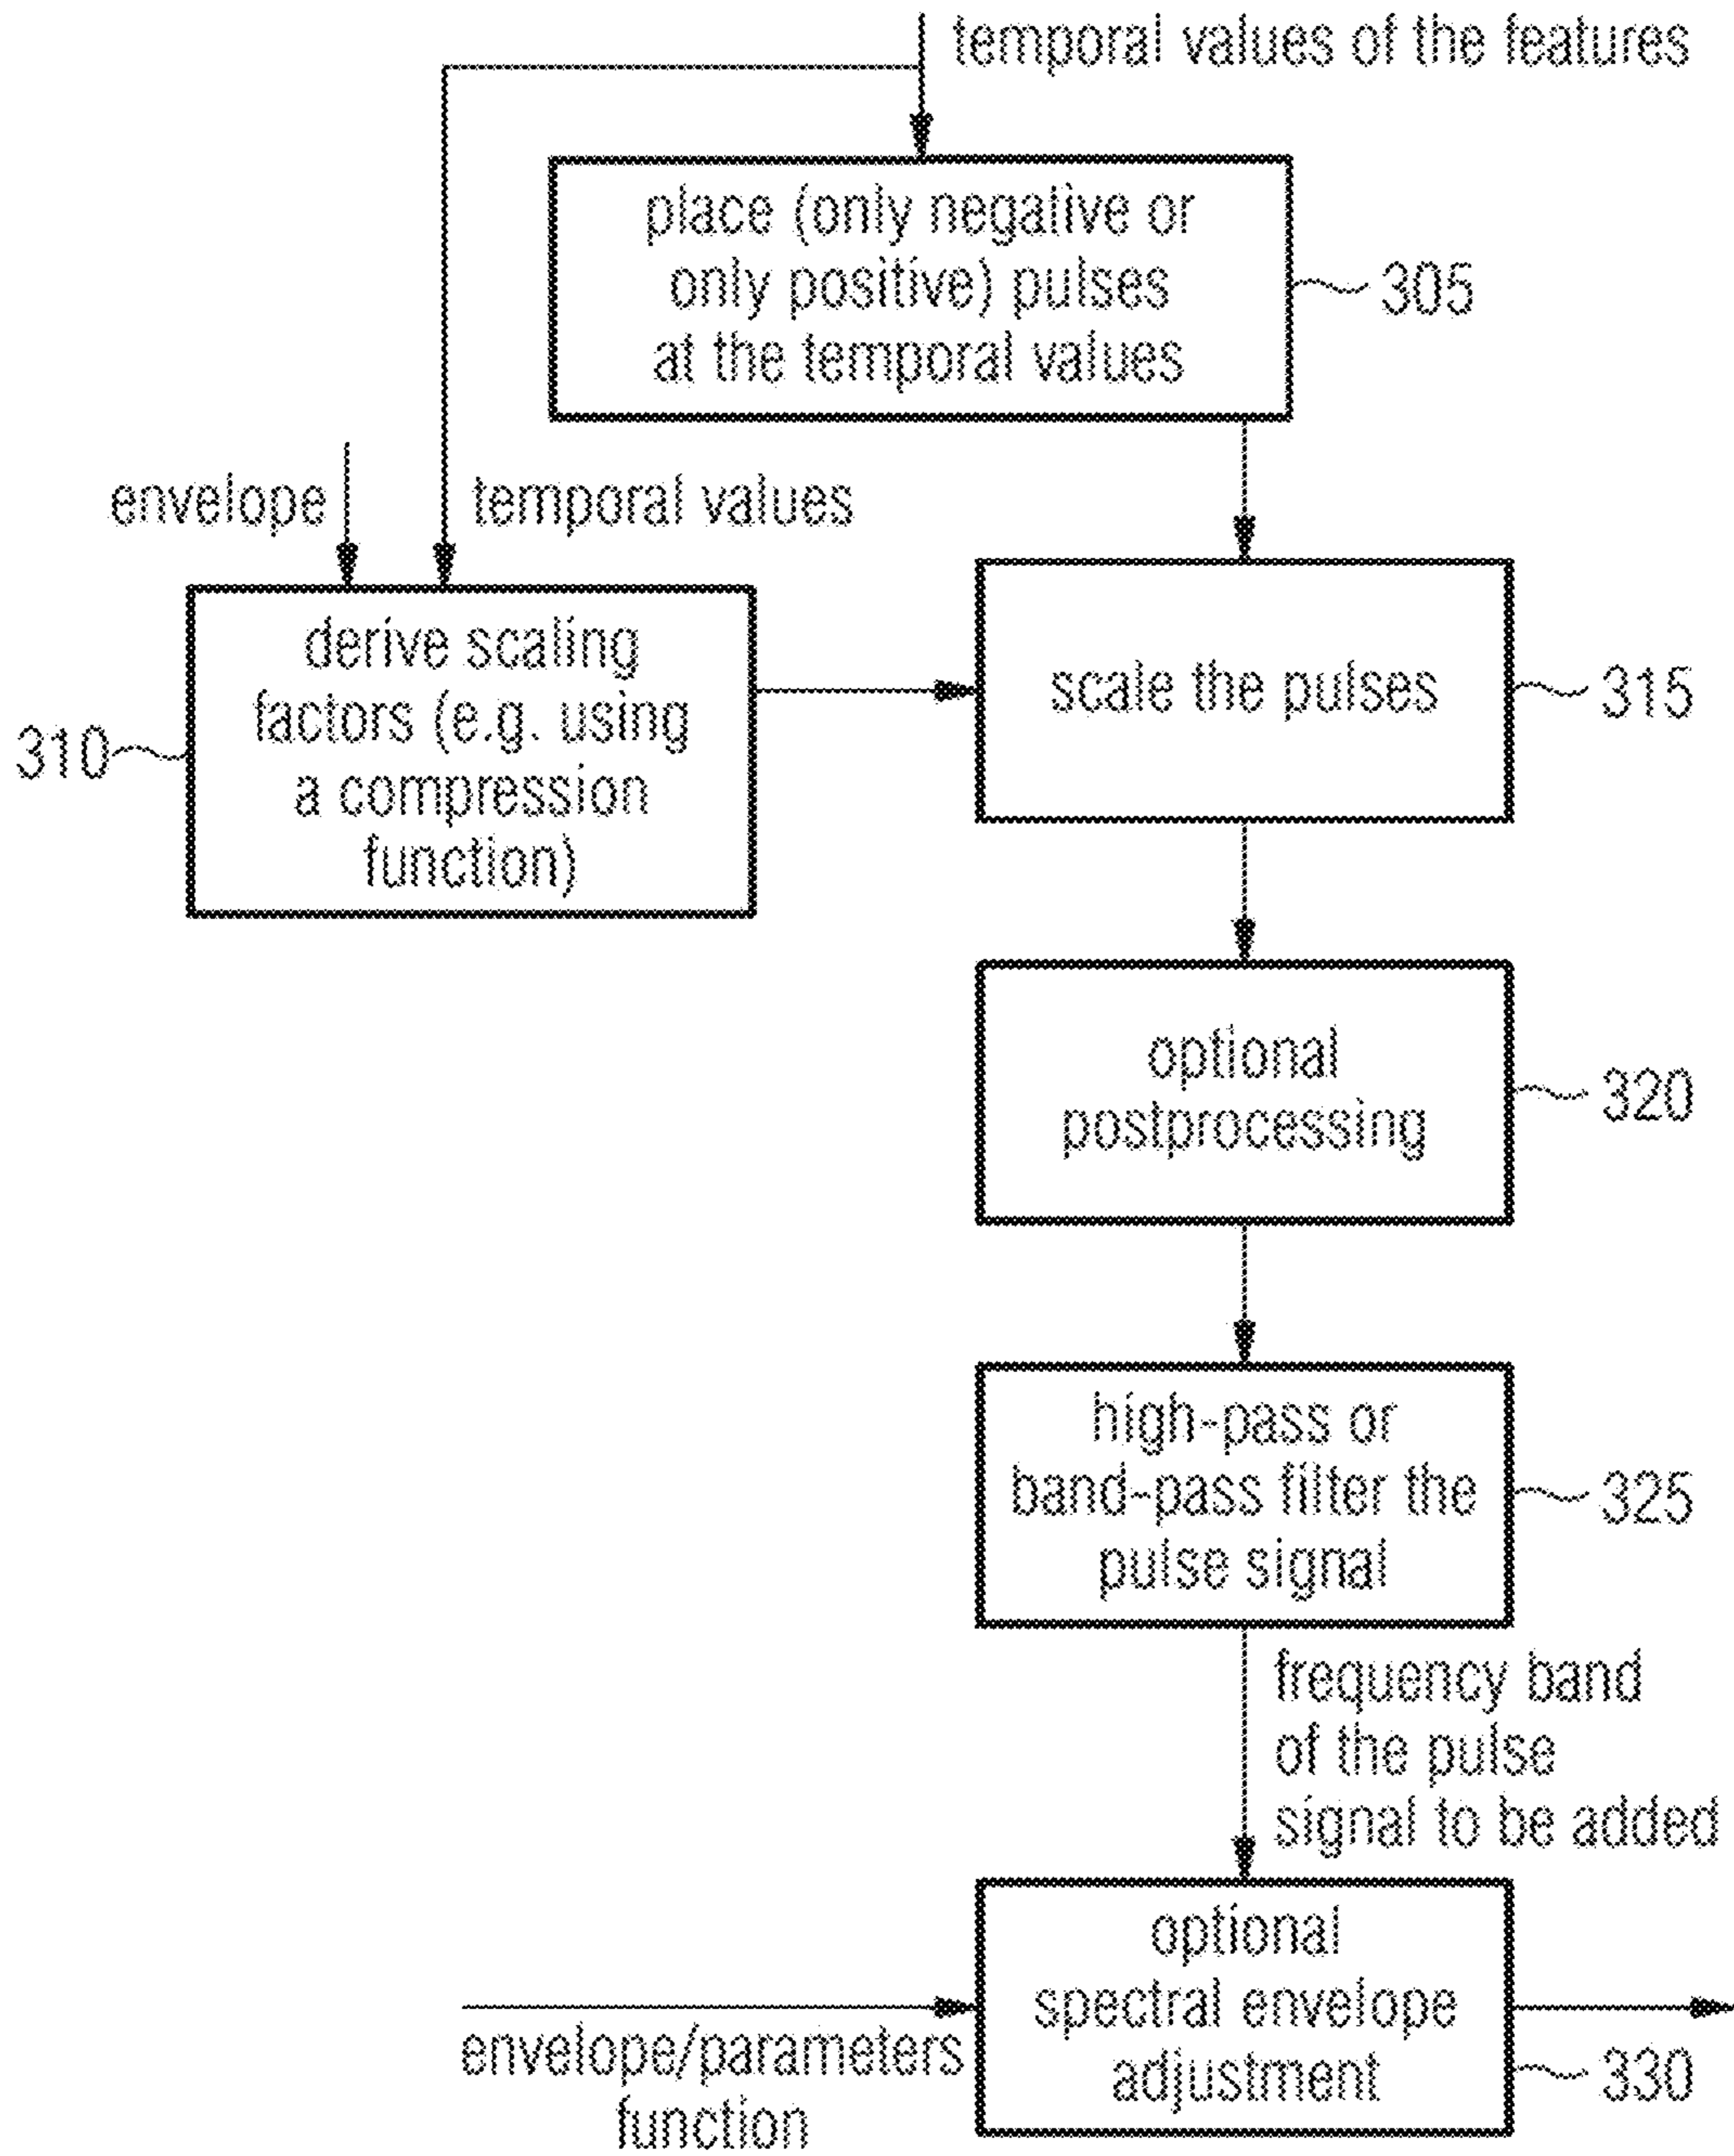 temporal values of the features
place (only negative or
only positive) pulses
at the temporal values
305
envelope
temporal values
derive scaling
factors (e.g. using
a compression
function)
310
scale the pulses
315
optional
postprocessing
320
high-pass or
band-pass filter the
pulse signal
325
frequency band
of the pulse
signal to be added
optional
spectral envelope
adjustment
330
envelope/parameters
function